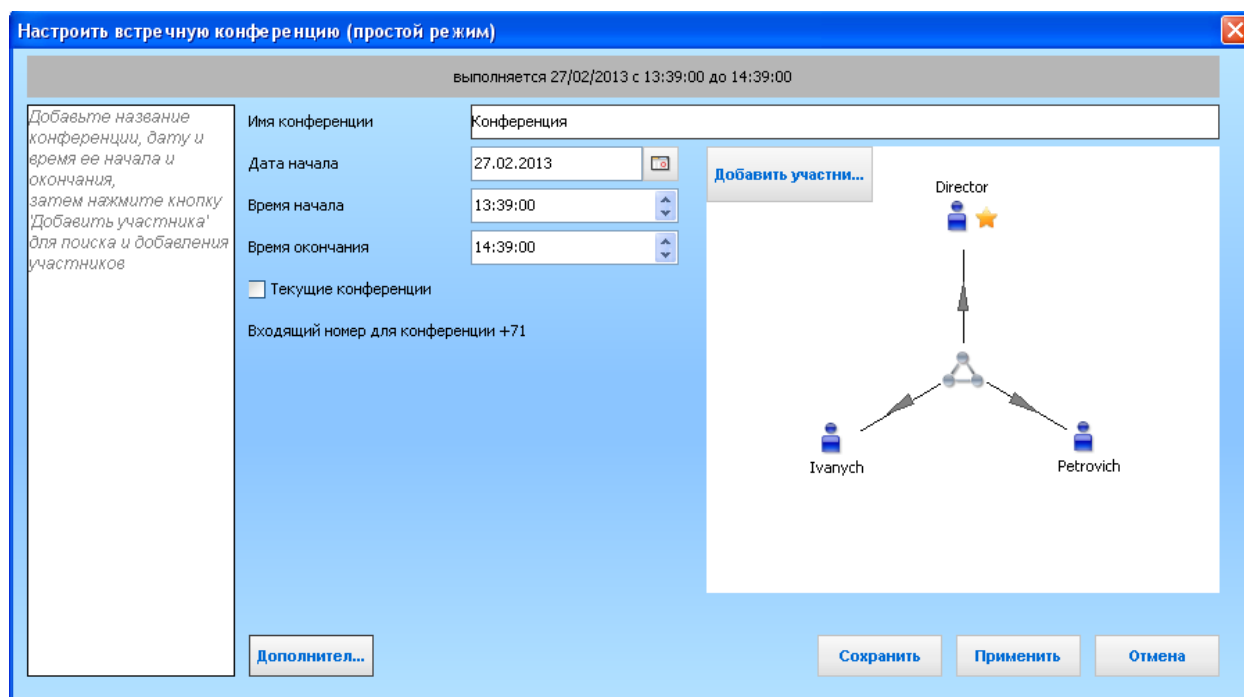 Настроить встречную конференцию (простой режим)
выполняется 27/02/2013 с 13:39:00 до 14:39:00
Добавьте название
конференции, дату и
время ее начала и
окончания,
затем нажмите кнопку
'Добавить участника'
для поиска и добавления
участников
Имя конференции
Конференция
Дата начала
27.02.2013
Время начала
13:39:00
Время окончания
14:39:00
Текущие конференции
Входящий номер для конференции +71
Добавить участни...
Director
Ivanych
Petrovich
Дополнител...
Сохранить
Применить
Отмена